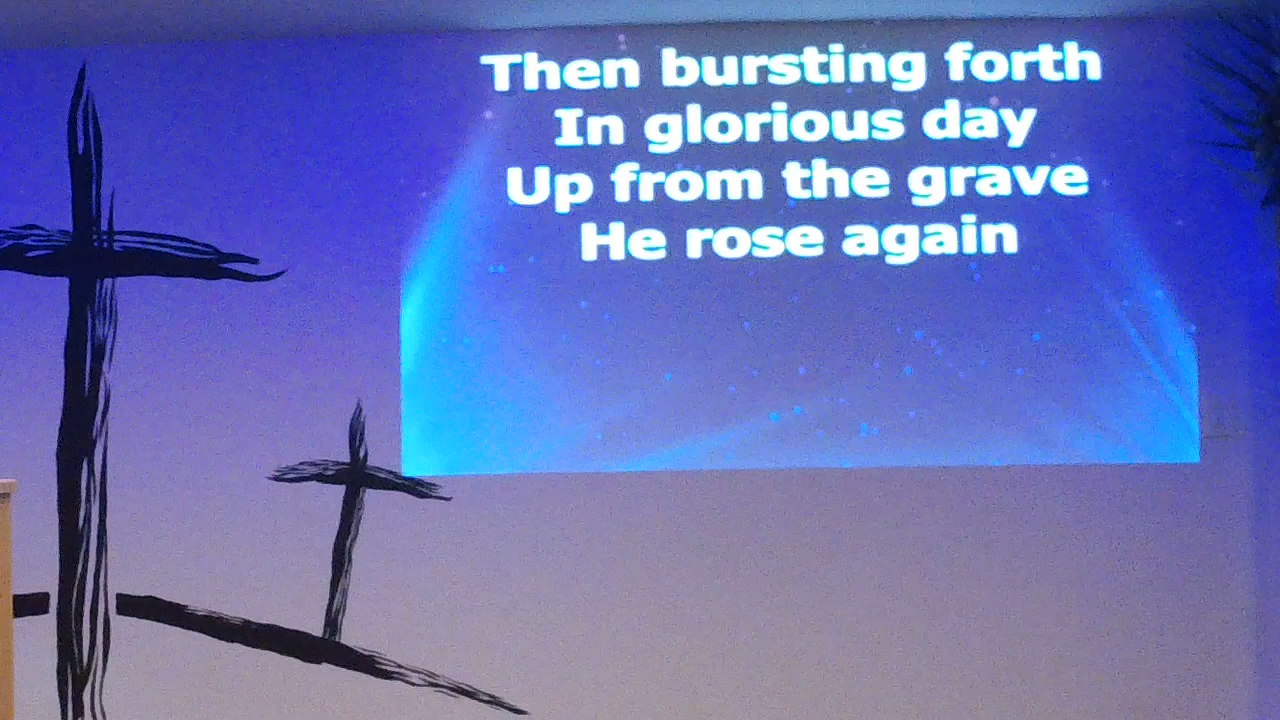 Then bursting forth
In glorious day
Up from the grave
He rose again